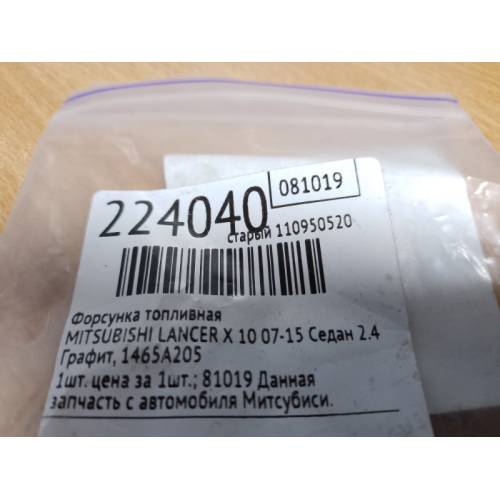 081019
224040
старый 110950520
Форсунка топливная
MITSUBISHI LANCER X 10 07-15 Седан 2.4
Графит, 1465A205
1шт. цена за 1шт.; 81019 Данная
запчасть с автомобиля Митсубиси.